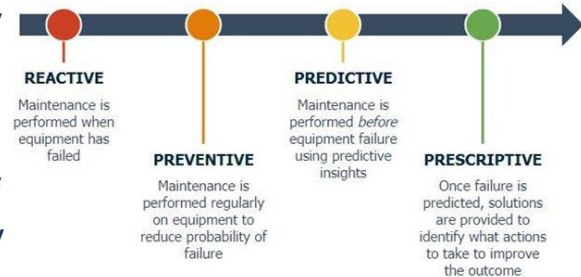 REACTIVE
Maintenance is
performed when
equipment has
failed
PREVENTIVE
Maintenance is
performed regularly
on equipment to
reduce probability of
failure
PREDICTIVE
Maintenance is
performed before
equipment failure
using predictive
insights
PRESCRIPTIVE
Once failure is
predicted, solutions
are provided to
identify what actions
to take to improve
the outcome